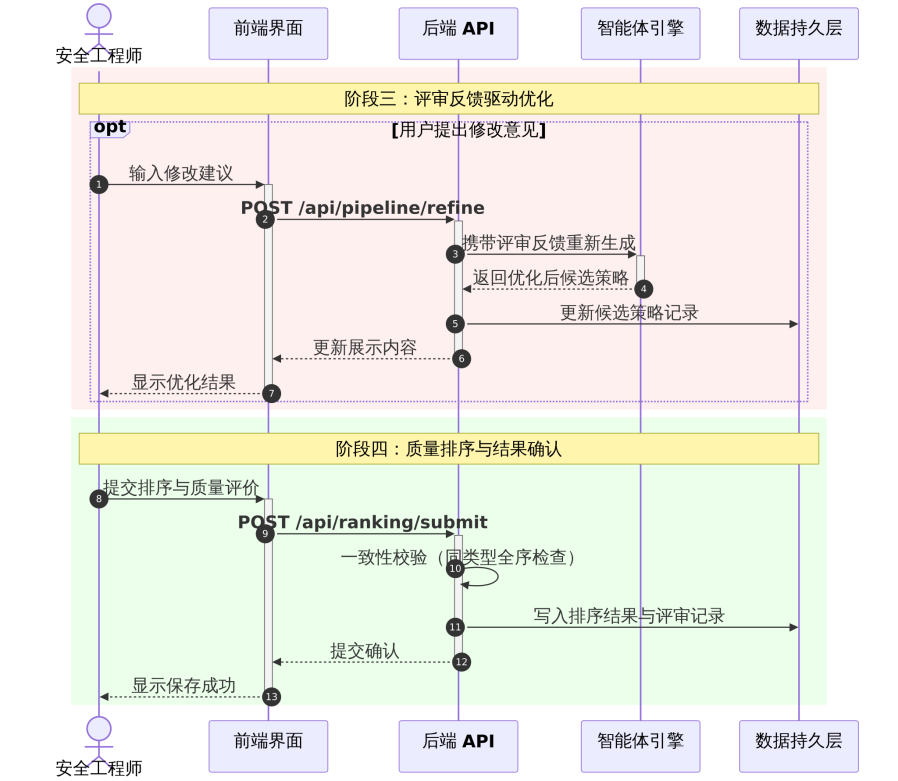 前端界面
后端 API
智能体引擎
数据持久层
安全工程师
阶段三：评审反馈驱动优化
opt
[用户提出修改意见]
输入修改建议
1
POST /api/pipeline/refine
2
携带评审反馈重新生成
3
返回优化后候选策略
4
更新候选策略记录
5
更新展示内容
6
显示优化结果
7
阶段四：质量排序与结果确认
提交排序与质量评价
8
POST /api/ranking/submit
9
一致性校验（同类型全序检查）
10
写入排序结果与评审记录
11
提交确认
12
显示保存成功
13
前端界面
后端 API
智能体引擎
数据持久层
安全工程师